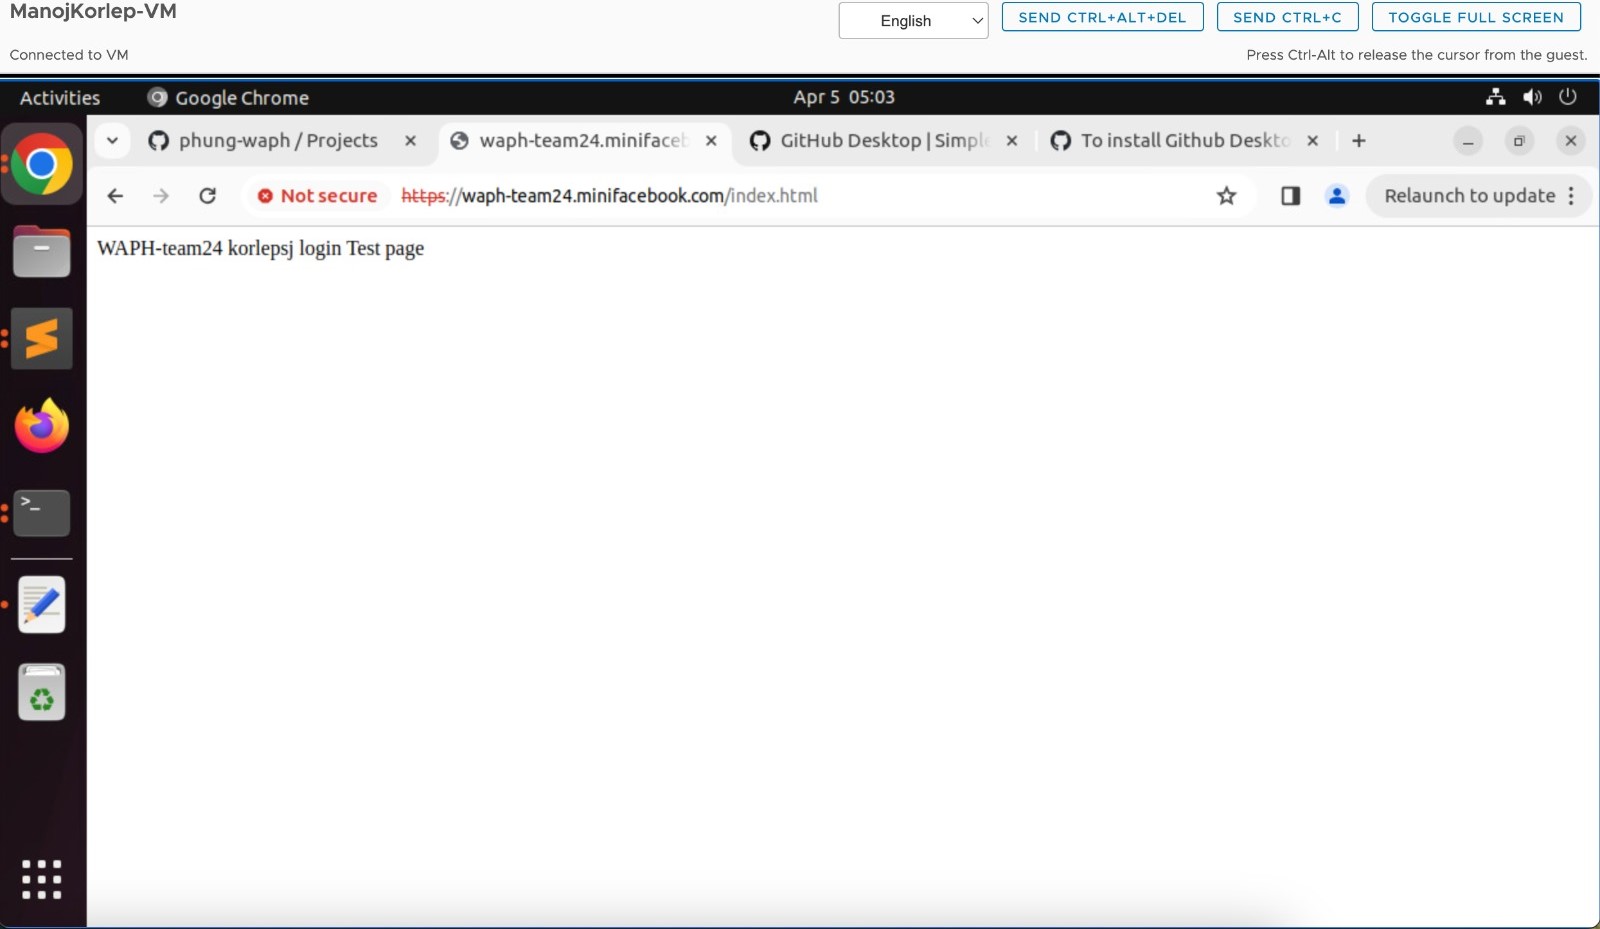 ManojKorlep-VM
English
SEND CTRL+ALT+DEL
SEND CTRL+C
TOGGLE FULL SCREEN
Connected to VM
Press Ctrl-Alt to release the cursor from the guest.
Activities
Google Chrome
Apr 5 05:03
phung-waph / Projects
waph-team24.minifaceb
GitHub Desktop | Simple
To install Github Deskto
Not secure
https://waph-team24.minifacebook.com/index.html
Relaunch to update
WAPH-team24 korlepsj login Test page
>_